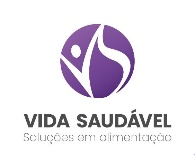 VIDA SAUDÁVEL
Soluções em alimentação